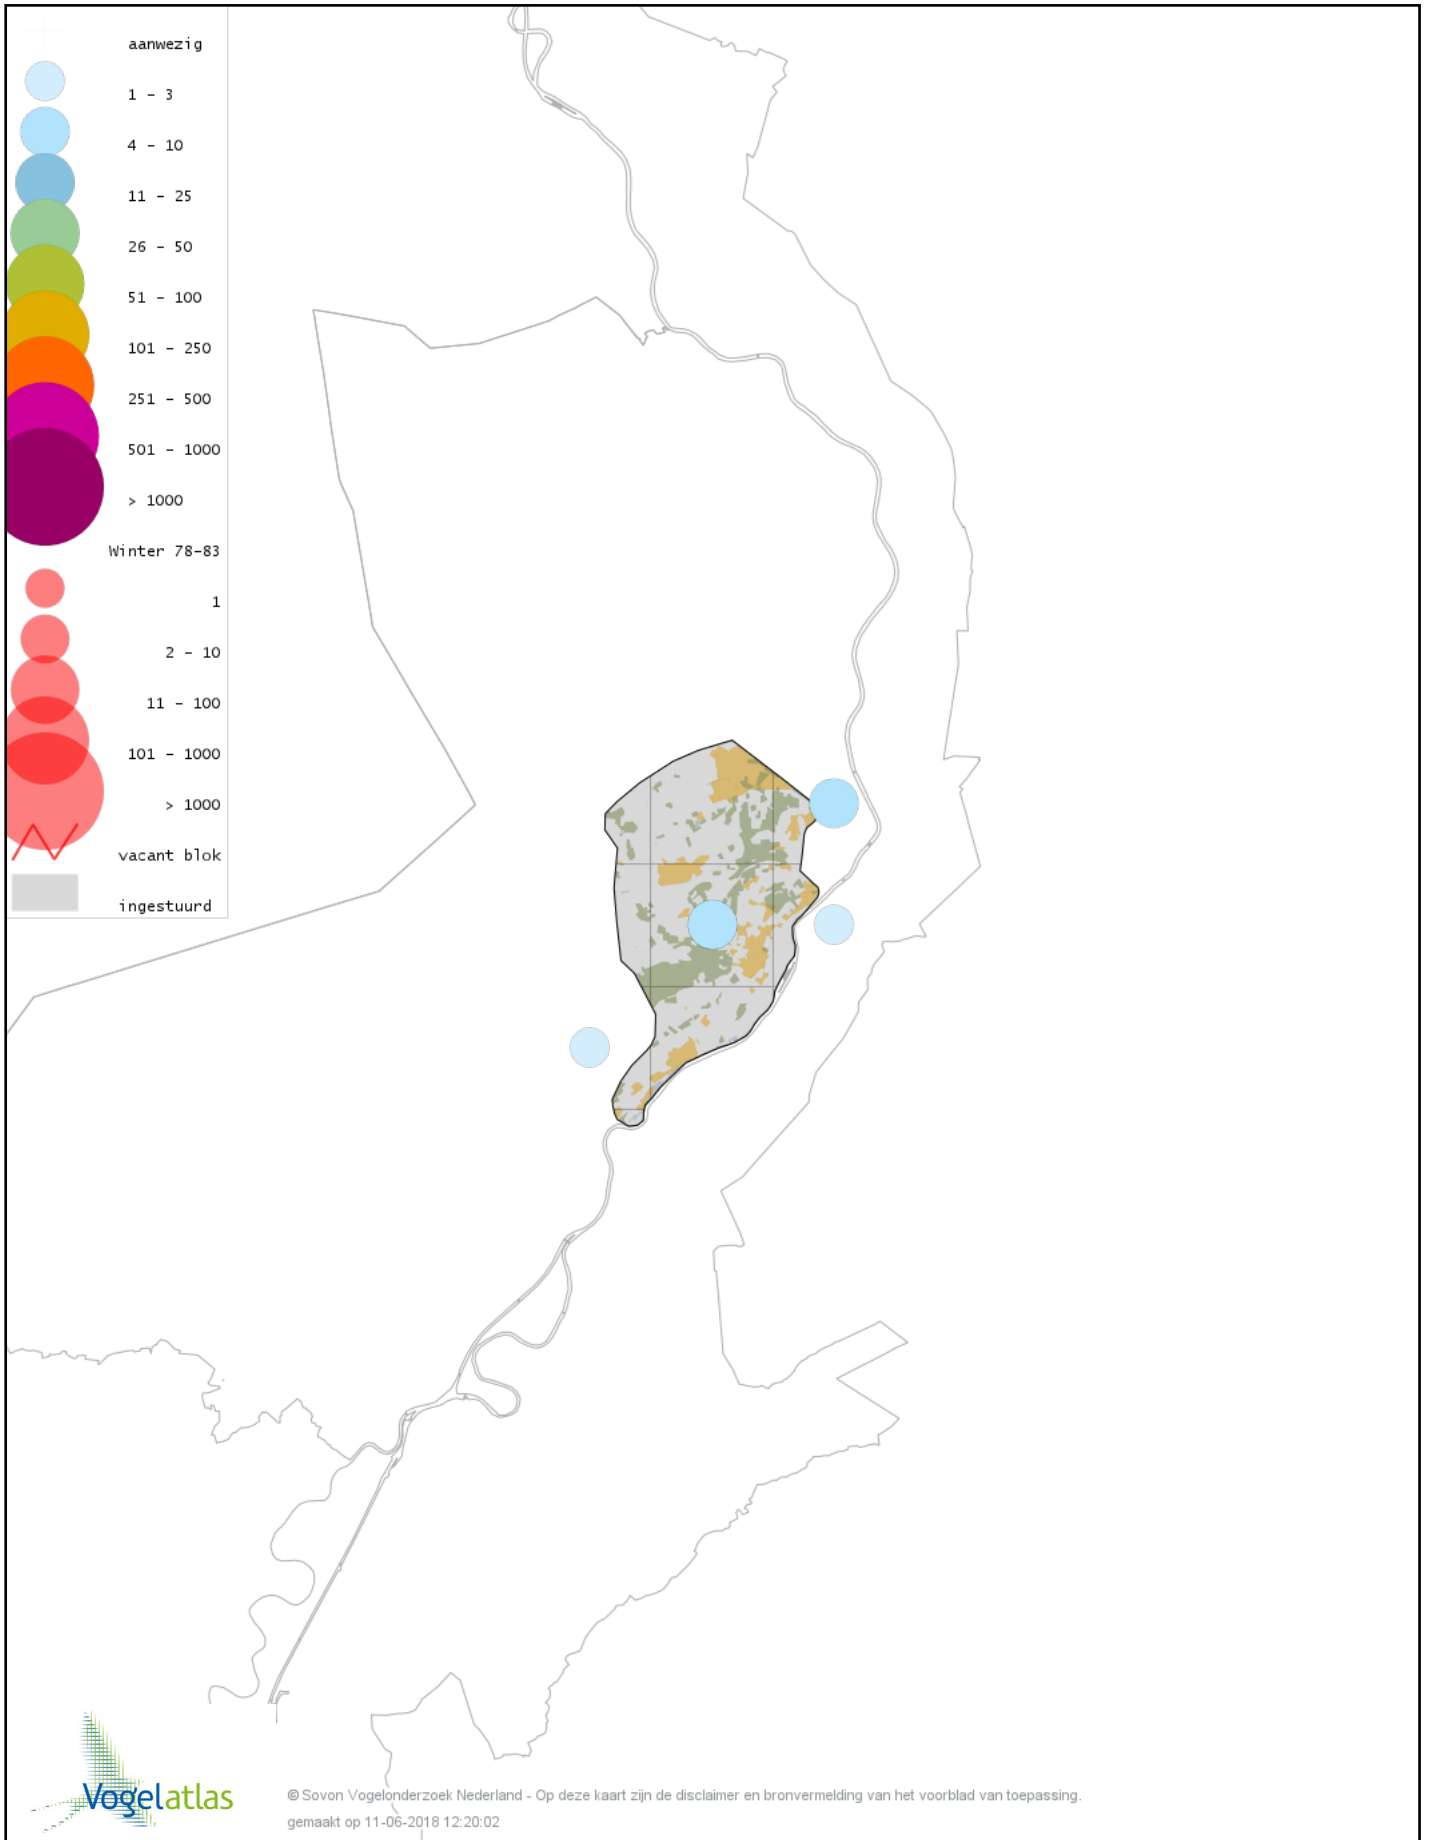 aanwezig
1 - 3
4 - 10
11 - 25
26 - 50
51 - 100
101 - 250
251 - 500
501 - 1000
> 1000
Winter 78-83
1
2 - 10
11 - 100
101 - 1000
> 1000
vacant blok
ingestuurd
Vogelatlas
© Sovon Vogelonderzoek Nederland - Op deze kaart zijn de disclaimer en bronvermelding van het voorblad van toepassing.
gemaakt op 11-06-2018 12:20:02